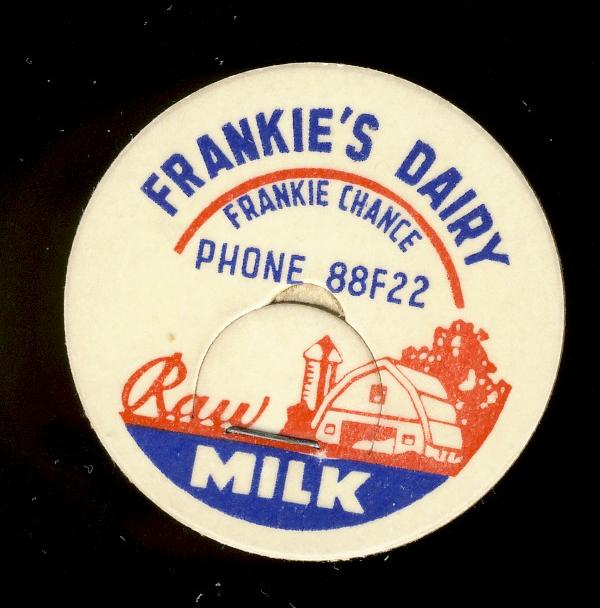 FRANKIE'S DAIRY
FRANKIE CHANCE
PHONE 88F22
Raw
MILK